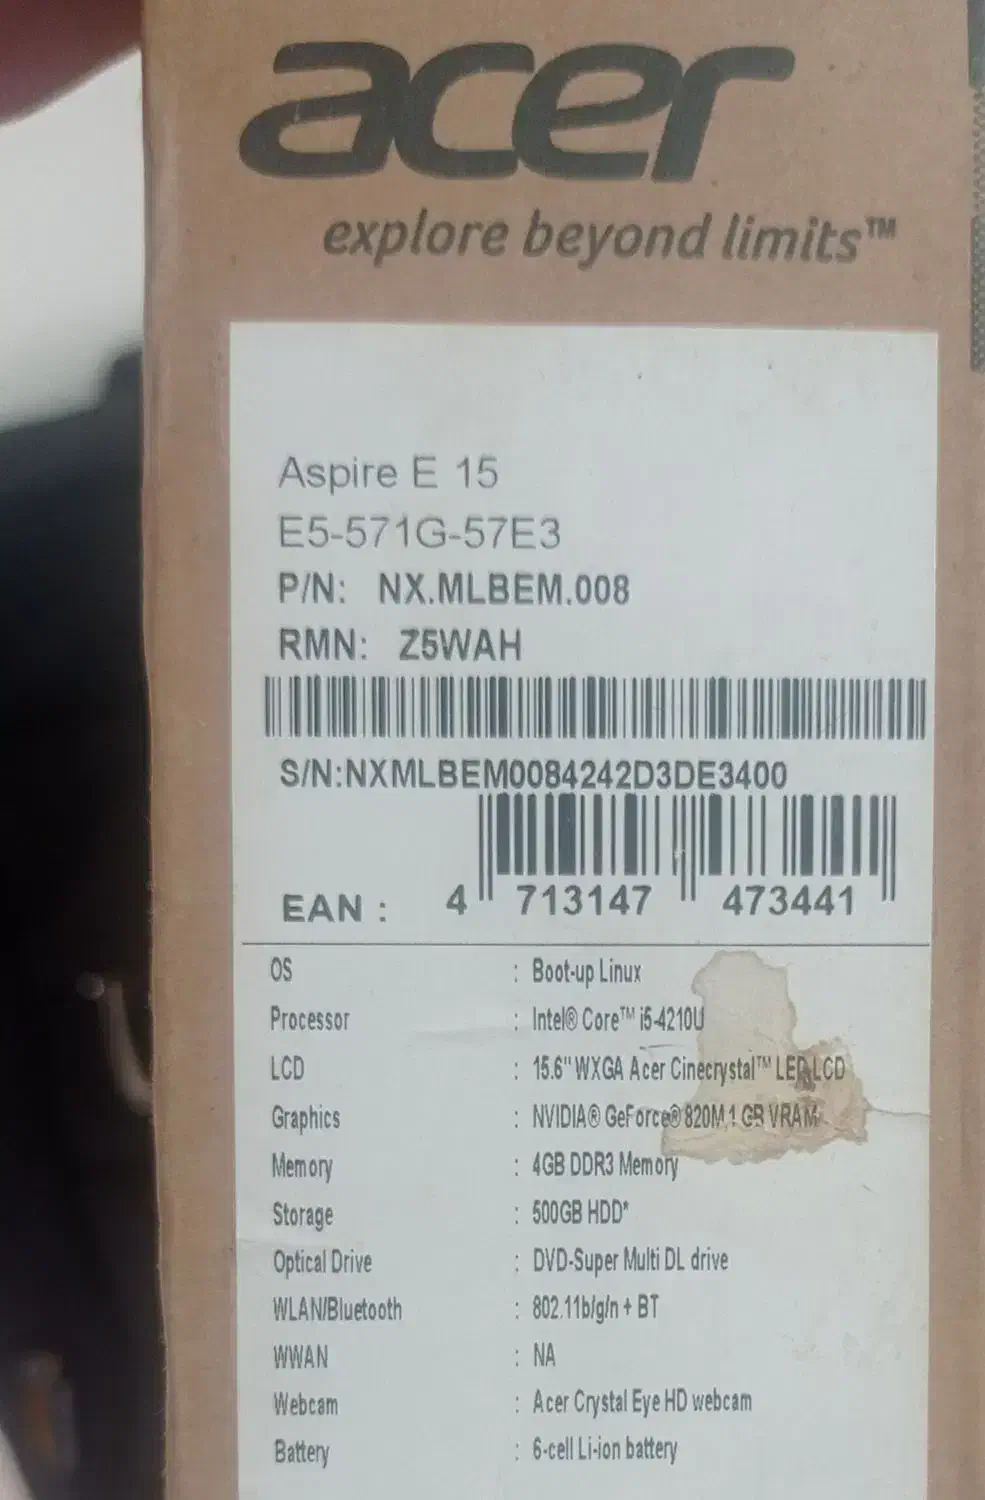 acer
explore beyond limits™
Aspire E 15
E5-571G-57E3
P/N: NX.MLBEM.008
RMN: Z5WAH
S/N:NXMLBEM0084242D3DE3400
EAN : 4 713147 473441
OS : Boot-up Linux
Processor : Intel® Core™ i5-4210U
LCD : 15.6" WXGA Acer Cinecrystal™ LED LCD
Graphics : NVIDIA® GeForce® 820M,1 GB VRAM
Memory : 4GB DDR3 Memory
Storage : 500GB HDD*
Optical Drive : DVD-Super Multi DL drive
WLAN/Bluetooth : 802.11b/g/n + BT
WWAN : NA
Webcam : Acer Crystal Eye HD webcam
Battery : 6-cell Li-ion battery